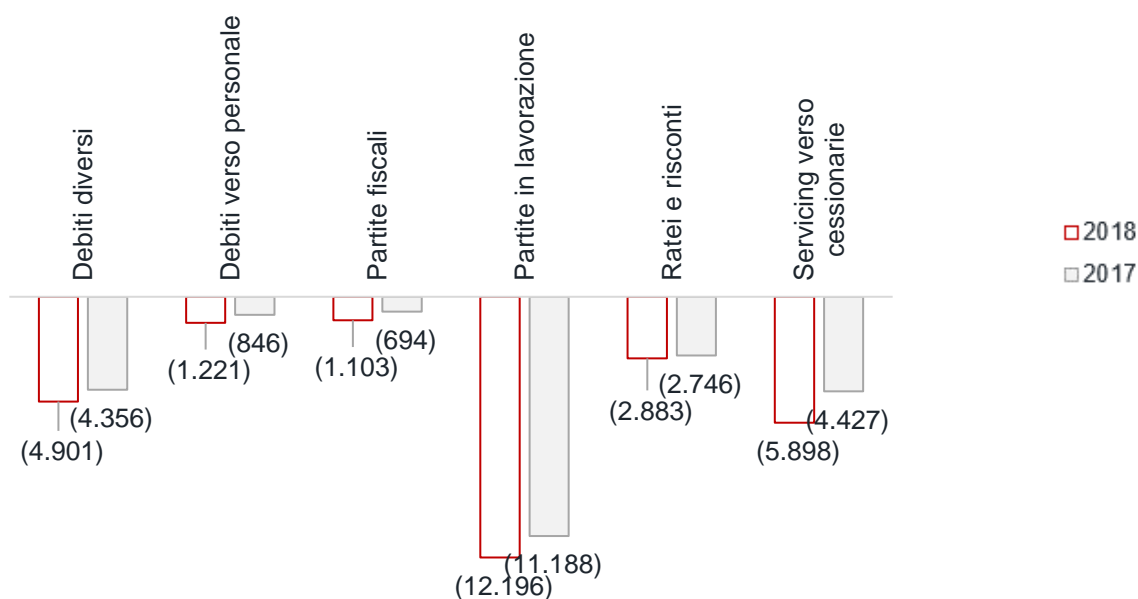 Debiti diversi
Debiti verso personale
Partite fiscali
Partite in lavorazione
Ratei e risconti
Servicing verso
cessionarie
2018
2017
(4.901)
(4.356)
(1.221)
(846)
(1.103)
(694)
(12.196)
(11.188)
(2.883)
(2.746)
(5.898)
(4.427)